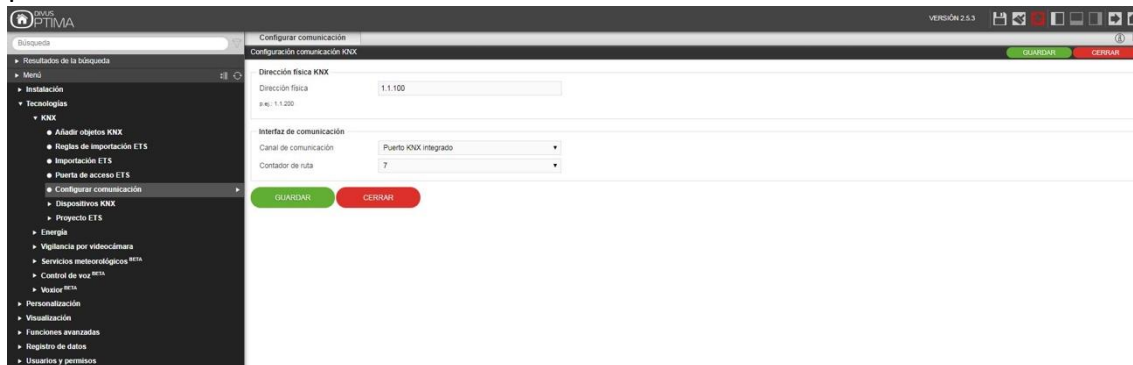 DIVUS
OPTIMA
VERSIÓN 2.5.3
Búsqueda
Resultados de la búsqueda
Menú
Instalación
Tecnologías
KNX
Añadir objetos KNX
Reglas de importación ETS
Importación ETS
Puerta de acceso ETS
Configurar comunicación
Dispositivos KNX
Proyecto ETS
Energía
Vigilancia por videocámara
Servicios meteorológicos BETA
Control de voz BETA
Voxior BETA
Personalización
Visualización
Funciones avanzadas
Registro de datos
Usuarios y permisos
Configurar comunicación
Configuración comunicación KNX
GUARDAR CERRAR
Dirección física KNX
Dirección física 1.1.100
p.ej.: 1.1.200
Interfaz de comunicación
Canal de comunicación Puerto KNX integrado
Contador de ruta 7
GUARDAR CERRAR